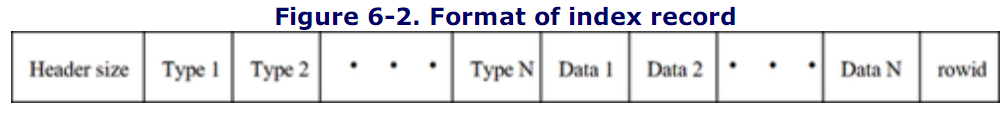 Figure 6-2. Format of index record
Header size Type 1 Type 2 • • • Type N Data 1 Data 2 • • • Data N rowid